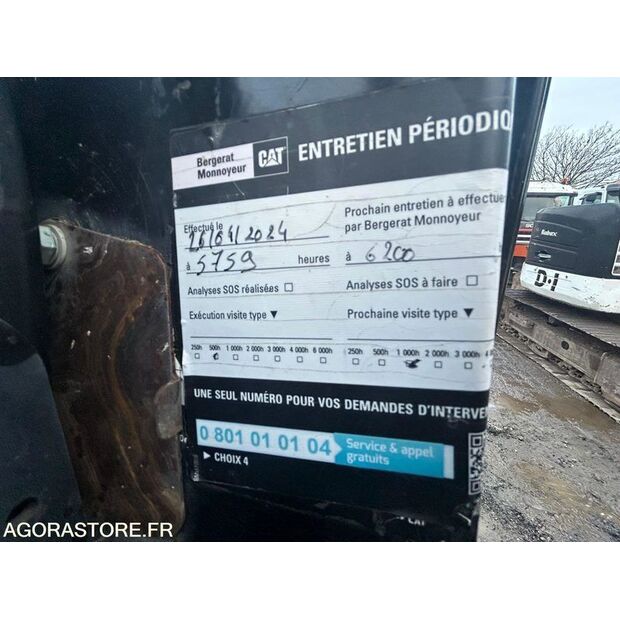 Bergerat
Monnoyeur
CAT
ENTRETIEN PÉRIODIQ
Effectué le
26/04/2024
à 5759 heures
Analyses SOS réalisées
Exécution visite type ▼
250h 500h 1 000h 2 000h 3 000h 4 000h 6 000h
Prochain entretien à effectue
par Bergerat Monnoyeur
à 6200
Analyses SOS à faire
Prochaine visite type ▼
250h 500h 1 000h 2 000h 3 000h
UNE SEUL NUMÉRO POUR VOS DEMANDES D'INTERVE
0 801 01 01 04
Service & appel
gratuits
► CHOIX 4
CAT
AGORASTORE.FR